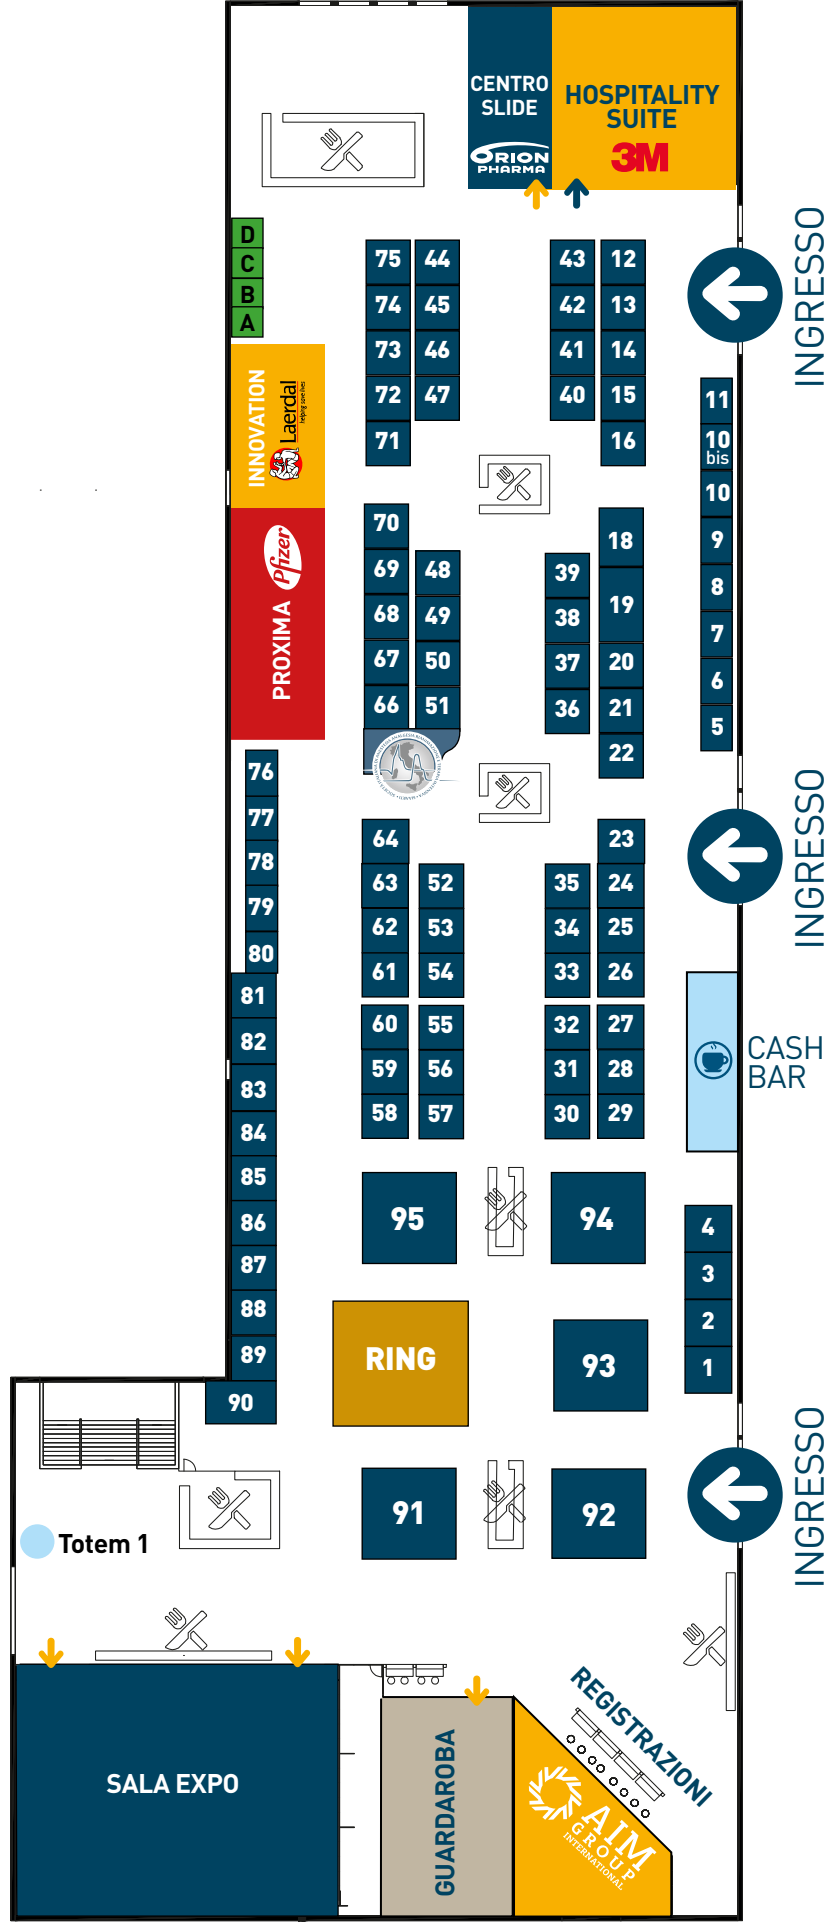 CENTRO
SLIDE
ORION
PHARMA
HOSPITALITY
SUITE
3M
INGRESSO
D
C
B
A
75 44
74 45
73 46
72 47
71
43 12
42 13
41 14
40 15
16
11
10
bis
10
9
8
7
6
5
INNOVATION
Laerdal
helping save lives
PROXIMA
Pfizer
70
69 48
68 49
67 50
66 51
18
39
19
38
37 20
36 21
22
INGRESSO
76
77
78
79
80
81
82
83
84
85
86
87
88
89
90
64
63 52
62 53
61 54
60 55
59 56
58 57
23
35 24
34 25
33 26
32 27
31 28
30 29
CASH
BAR
95
94
4
3
2
1
RING
93
91
92
INGRESSO
Totem 1
SALA EXPO
GUARDAROBA
REGISTRAZIONI
AIM
GROUP
INTERNATIONAL